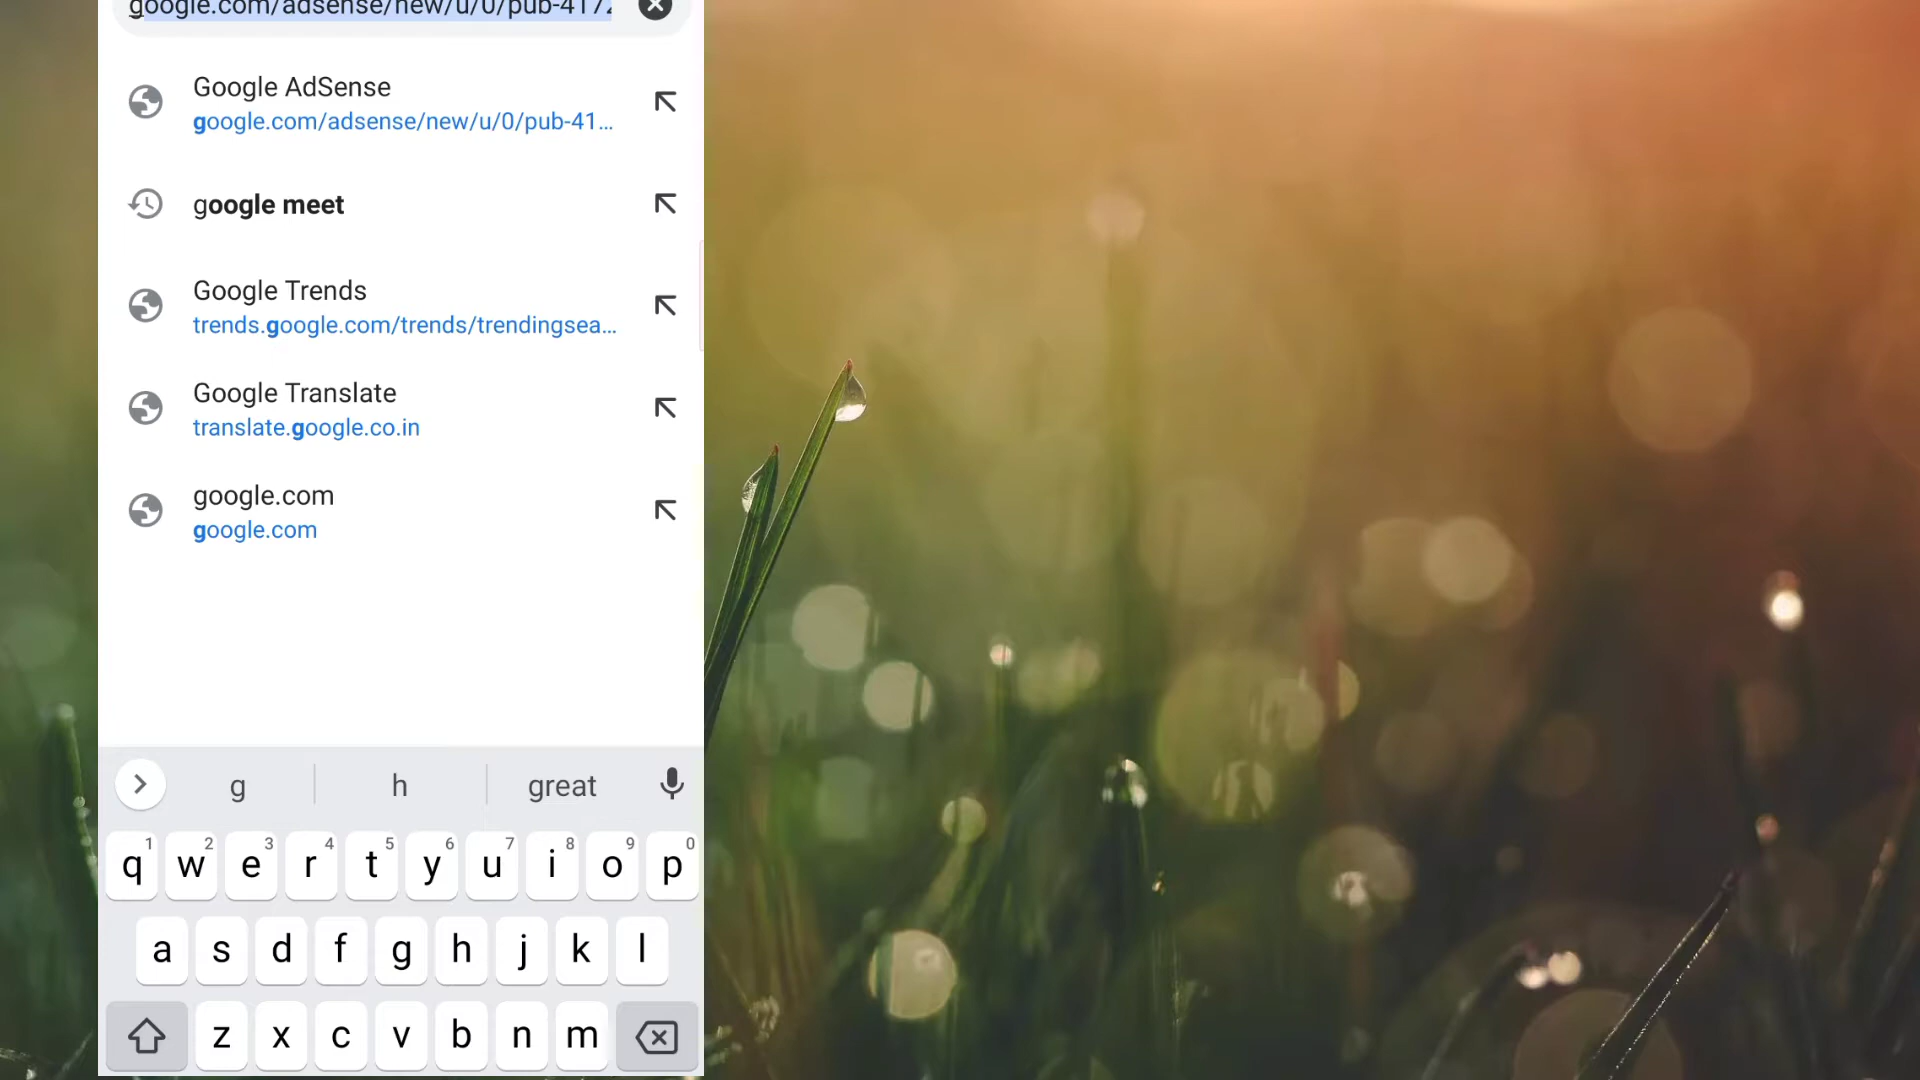 google.com/adsense/new/u/0/pub-4172
Google AdSense
google.com/adsense/new/u/0/pub-41...
google meet
Google Trends
trends.google.com/trends/trendingsea...
Google Translate
translate.google.co.in
google.com
google.com
g h great
1 2 3 4 5 6 7 8 9 0
q w e r t y u i o p
a s d f g h j k l
z x c v b n m